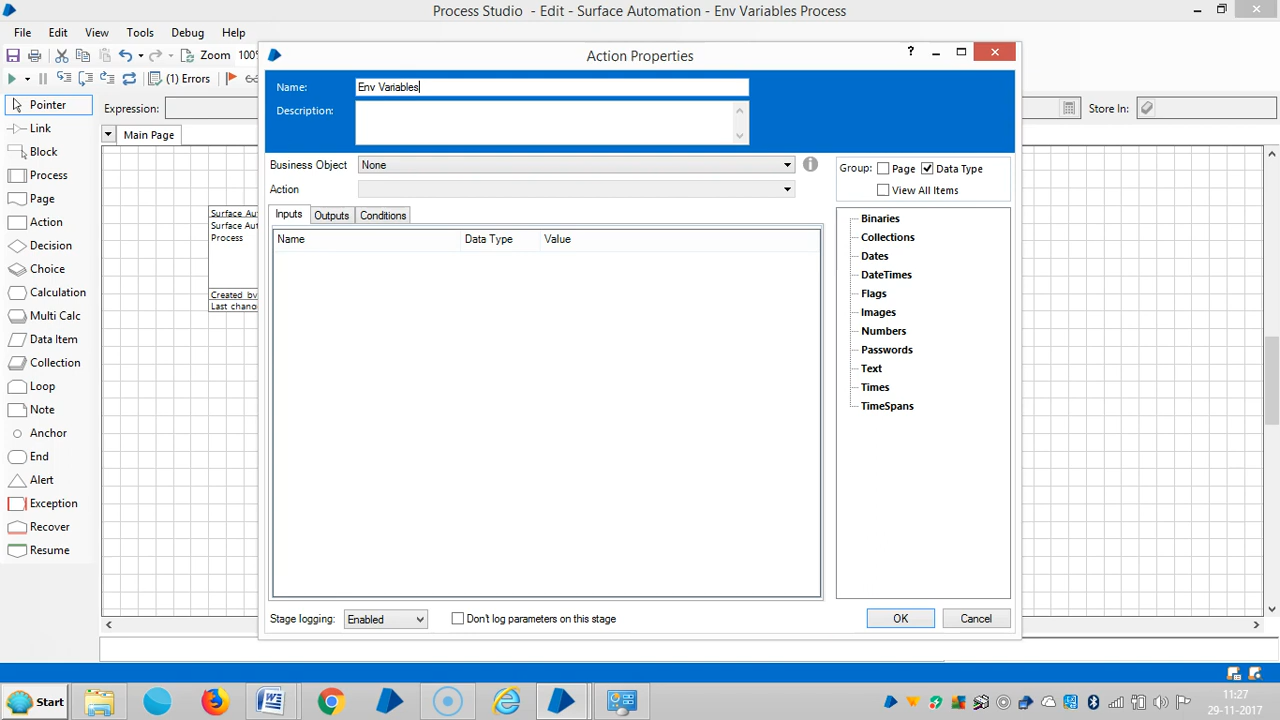 Process Studio - Edit - Surface Automation - Env Variables Process
File Edit View Tools Debug Help
Zoom 100%
(1) Errors
Action Properties
?
Name: Env Variables
Description:
Pointer
Link
Block
Process
Page
Action
Decision
Choice
Calculation
Multi Calc
Data Item
Collection
Loop
Note
Anchor
End
Alert
Exception
Recover
Resume
Expression:
Store In:
Main Page
Surface Aut
Surface Aut
Process
Created by
Last chang
Business Object None
Action
Group: Page Data Type
View All Items
Inputs Outputs Conditions
Name Data Type Value
Binaries
Collections
Dates
DateTimes
Flags
Images
Numbers
Passwords
Text
Times
TimeSpans
Stage logging: Enabled Don't log parameters on this stage
OK Cancel
Start
11:27
29-11-2017